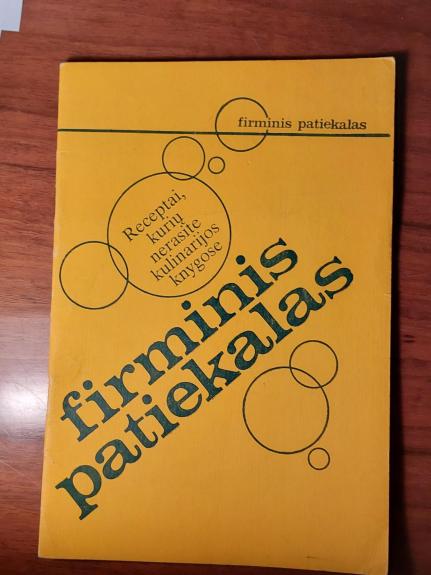 firminis patiekalas
Receptai,
kurių
nerasite
kulinarijos
knygose
firminis
patiekalas